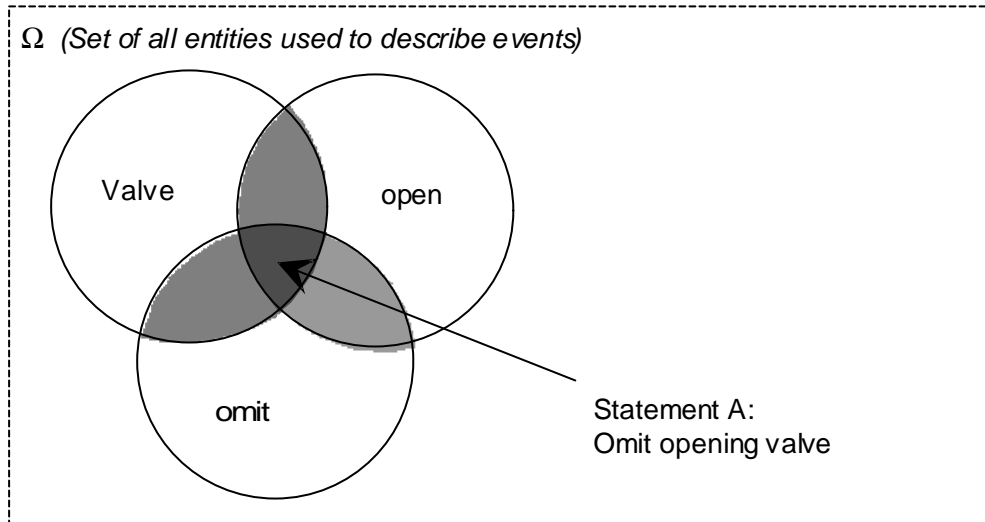 Ω (Set of all entities used to describe events)
Valve
open
omit
Statement A:
Omit opening valve